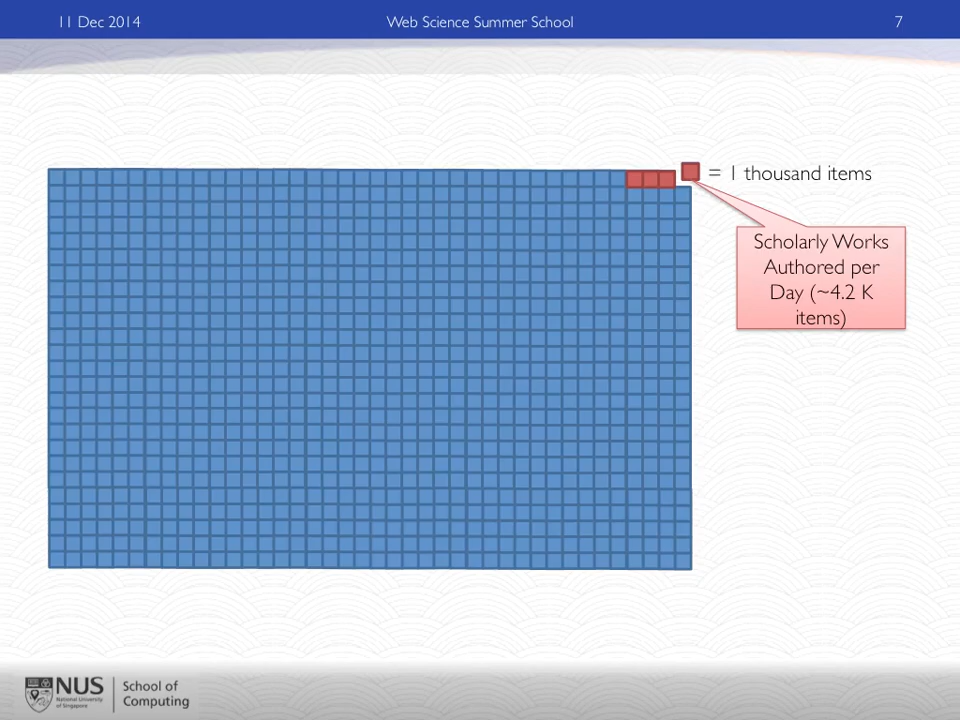 11 Dec 2014
Web Science Summer School
7
= 1 thousand items
Scholarly Works
Authored per
Day (~4.2 K
items)
NUS
National University
of Singapore
School of
Computing